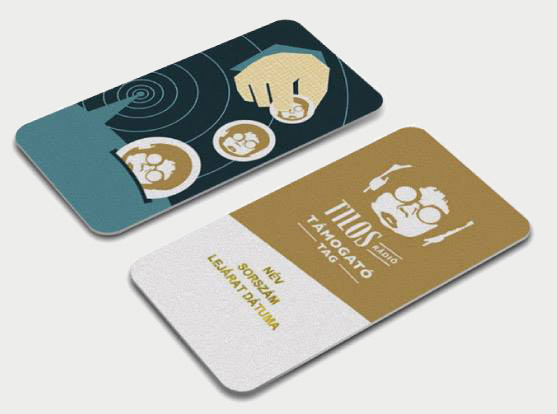 TILOS
RÁDIÓ
TÁMOGATÓ
TAG
NÉV
SORSZÁM
LEJÁRAT DÁTUMA